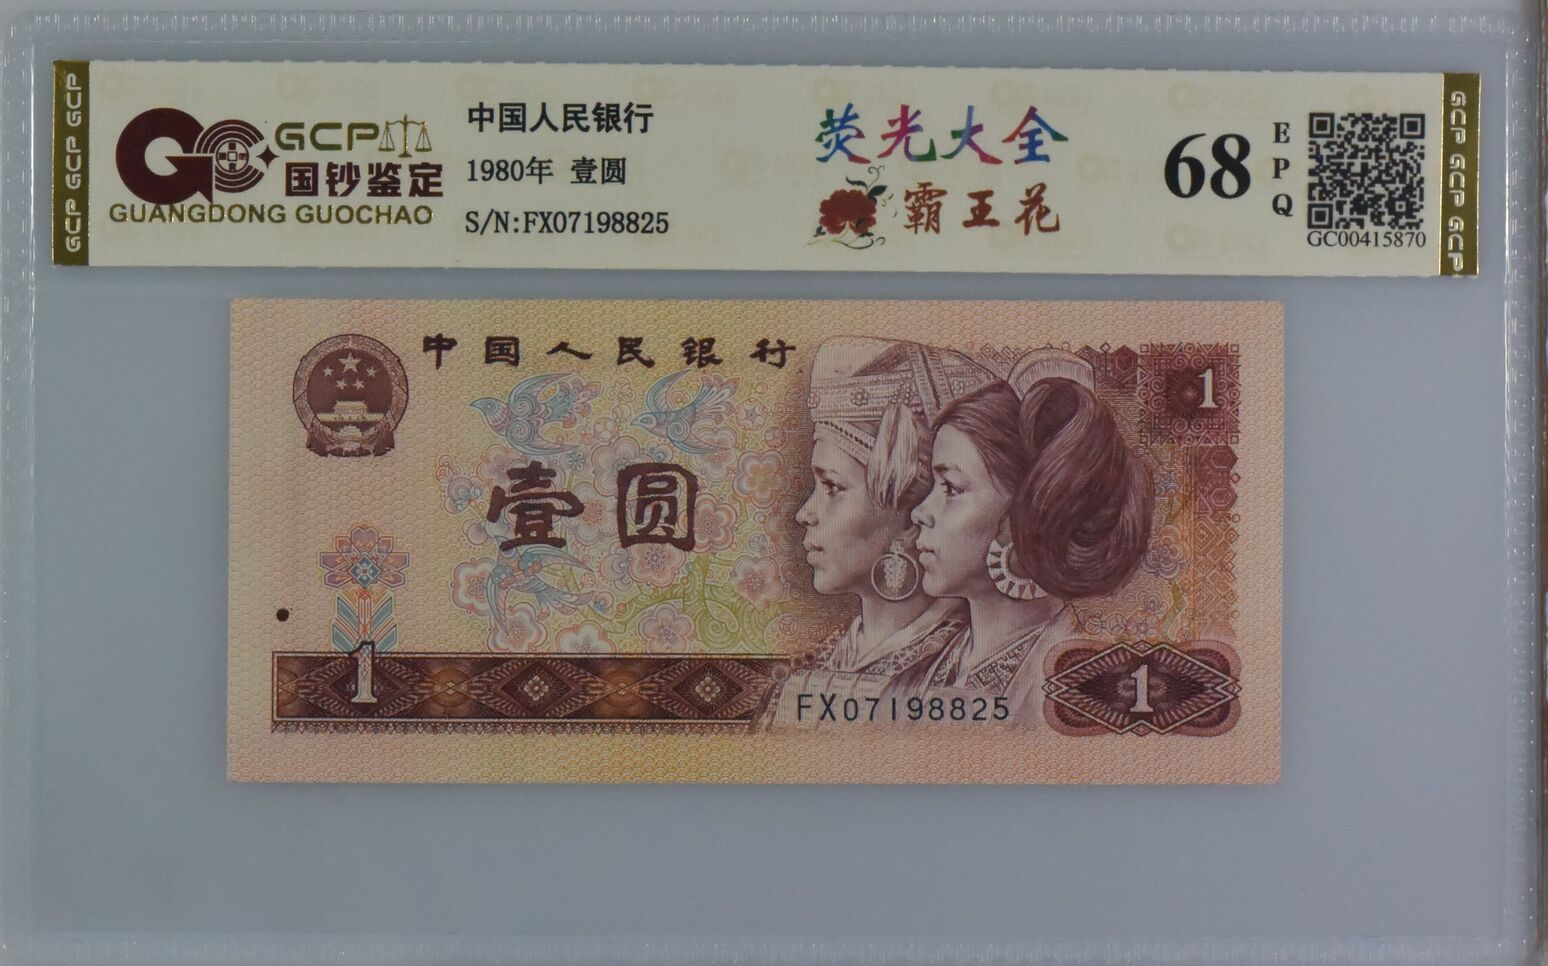 GCP GCP GCP
GCP
国钞鉴定
GUANGDONG GUOCHAO
中国人民银行
1980年 壹圆
S/N:FX07198825
荧光大全
霸王花
68
EPQ
GC00415870
GCP GCP GCP GCP
中国人民银行
1
壹圆
1
FX07198825
1